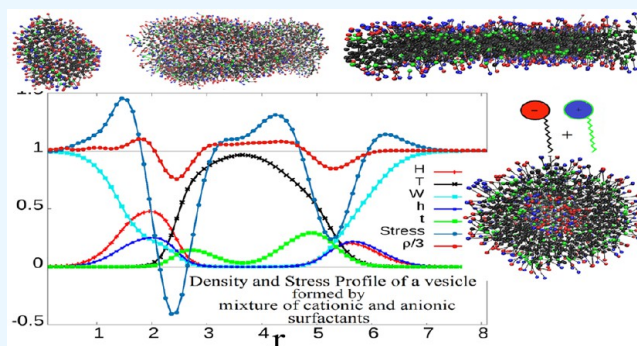 1.5
1
0.5
0
-0.5
1 2 3 4 5 6 7 8
r
H
T
W
h
t
Stress
ρ/3
Density and Stress Profile of a vesicle
formed by
mixture of cationic and anionic
surfactants
+